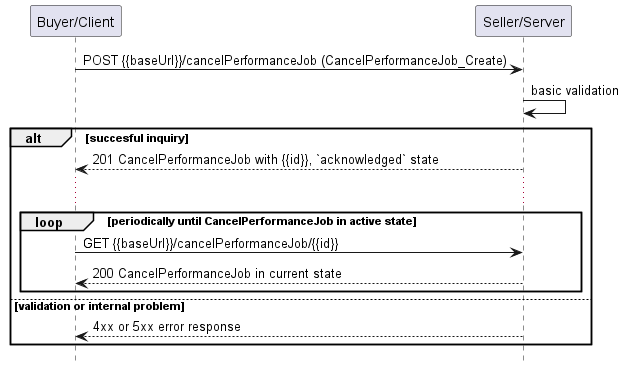 Buyer/Client
Seller/Server
POST {{baseUrl}}/cancelPerformanceJob (CancelPerformanceJob_Create)
basic validation
alt [succesful inquiry]
201 CancelPerformanceJob with {{id}}, `acknowledged` state
loop [periodically until CancelPerformanceJob in active state]
GET {{baseUrl}}/cancelPerformanceJob/{{id}}
200 CancelPerformanceJob in current state
[validation or internal problem]
4xx or 5xx error response